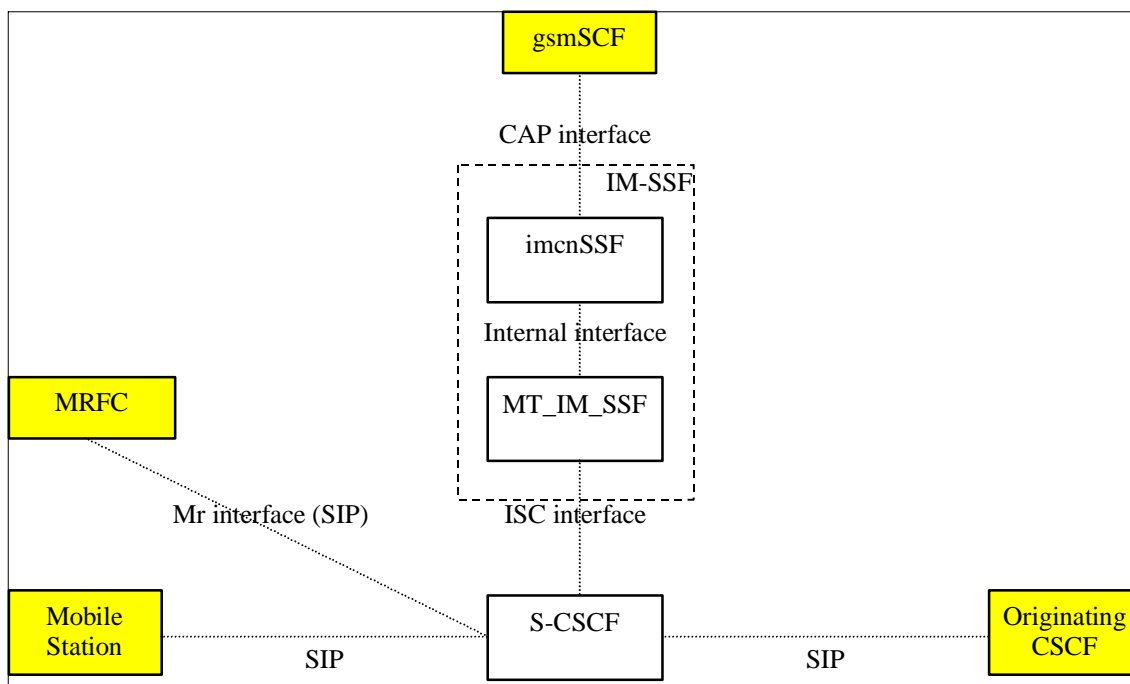 gsmSCF
CAP interface
IM-SSF
imcnSSF
Internal interface
MRFC
MT_IM_SSF
Mr interface (SIP)
ISC interface
Mobile
Station
SIP
S-CSCF
SIP
Originating
CSCF